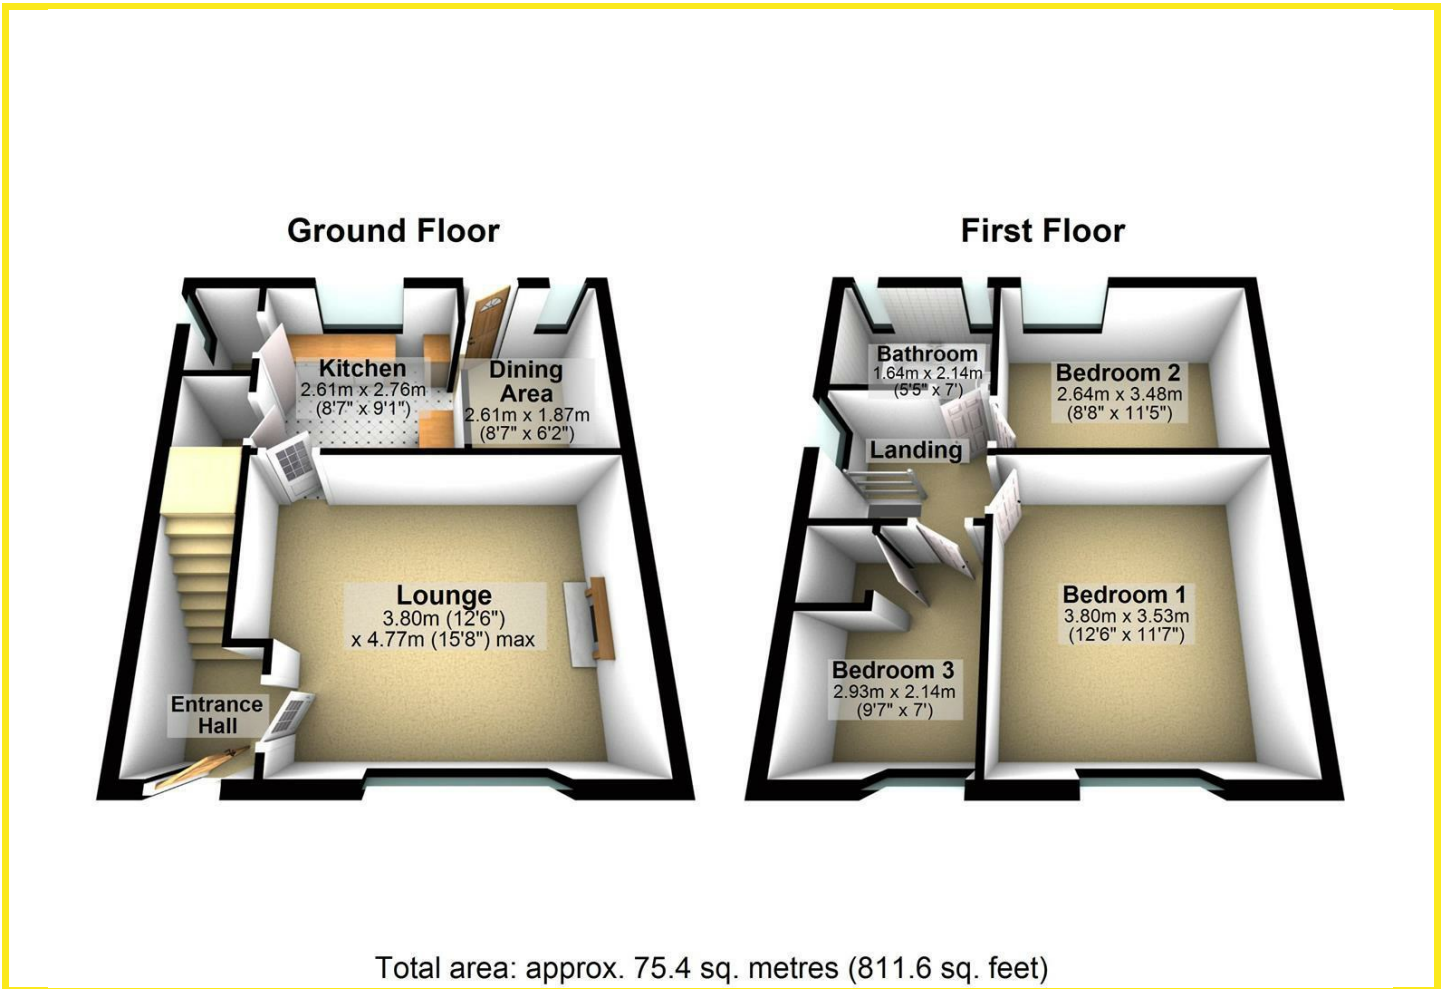 Ground Floor
First Floor
Kitchen
2.61m x 2.76m
(8'7" x 9'1")
Dining
Area
2.61m x 1.87m
(8'7" x 6'2")
Lounge
3.80m (12'6")
x 4.77m (15'8") max
Entrance
Hall
Bathroom
1.64m x 2.14m
(5'5" x 7')
Bedroom 2
2.64m x 3.48m
(8'8" x 11'5")
Landing
Bedroom 1
3.80m x 3.53m
(12'6" x 11'7")
Bedroom 3
2.93m x 2.14m
(9'7" x 7')
Total area: approx. 75.4 sq. metres (811.6 sq. feet)